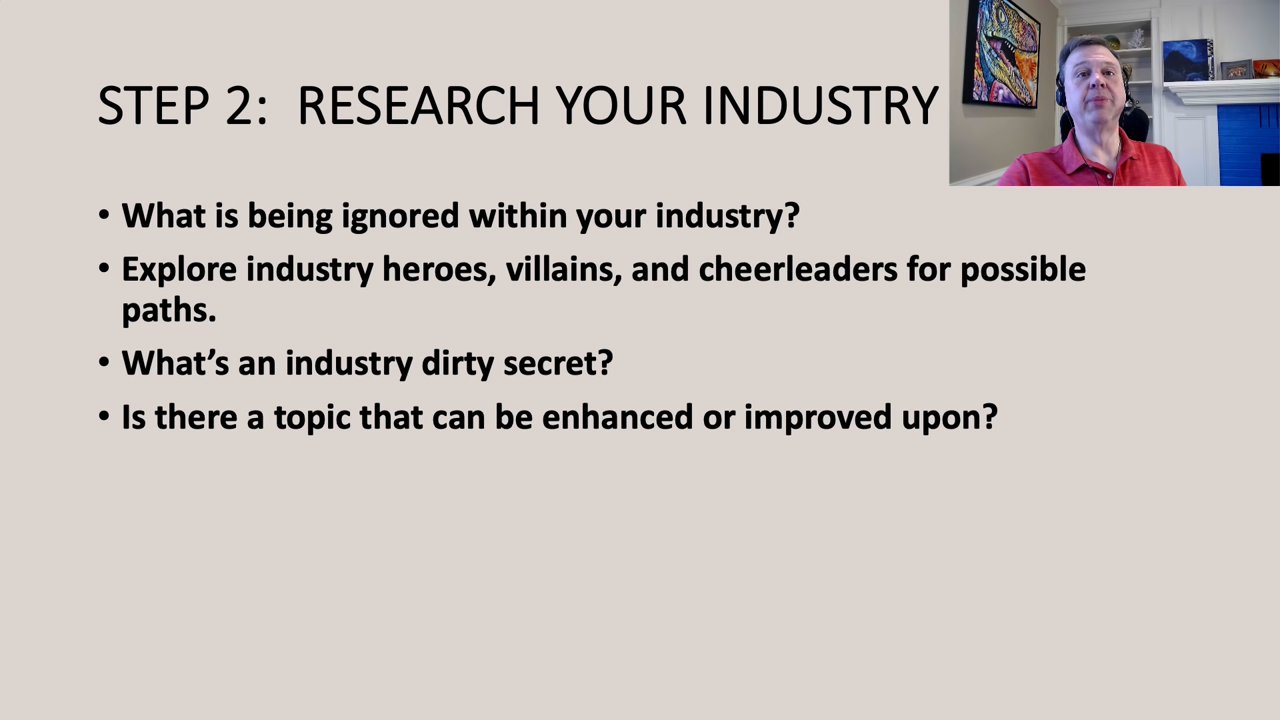 STEP 2: RESEARCH YOUR INDUSTRY
• What is being ignored within your industry?
• Explore industry heroes, villains, and cheerleaders for possible
paths.
• What’s an industry dirty secret?
• Is there a topic that can be enhanced or improved upon?